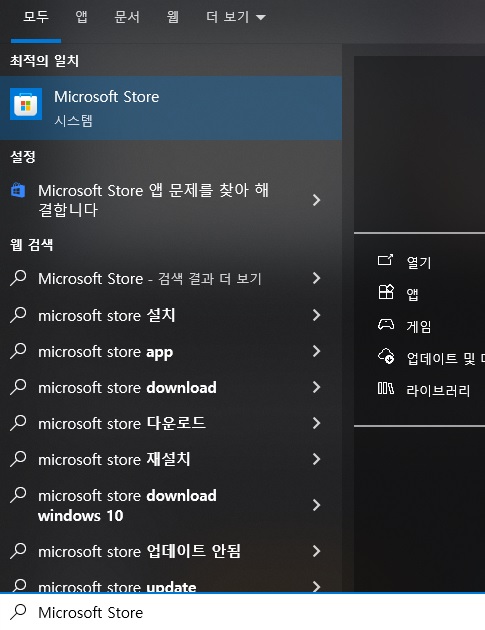 모두 앱 문서 웹 더 보기
최적의 일치
Microsoft Store
시스템
설정
Microsoft Store 앱 문제를 찾아 해
결합니다
웹 검색
Microsoft Store - 검색 결과 더 보기
microsoft store 설치
microsoft store app
microsoft store download
microsoft store 다운로드
microsoft store 재설치
microsoft store download
windows 10
microsoft store 업데이트 안됨
microsoft store update
열기
앱
게임
업데이트 및
라이브러리
Microsoft Store